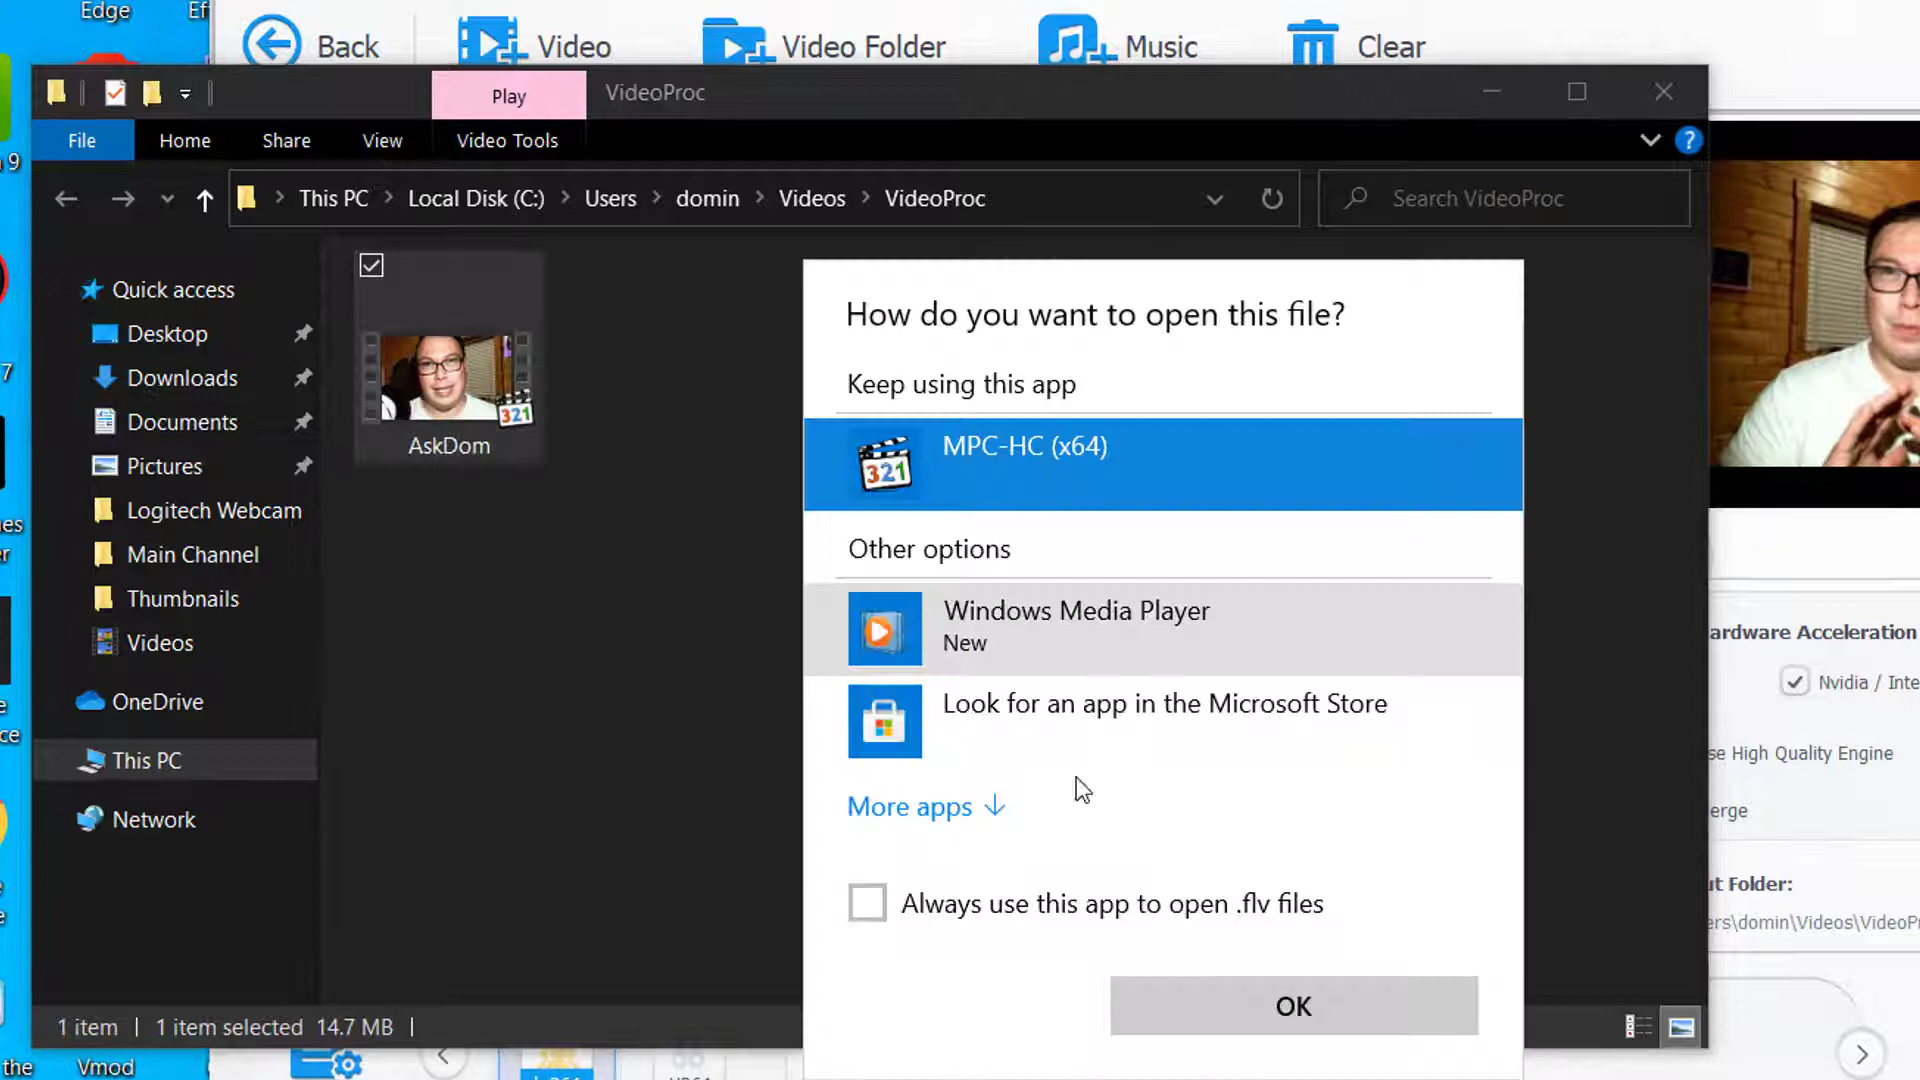 Edge
Back
Video
Video Folder
Music
Clear
Play
VideoProc
File
Home
Share
View
Video Tools
This PC
Local Disk (C:)
Users
domin
Videos
VideoProc
Search VideoProc
Quick access
Desktop
Downloads
Documents
Pictures
Logitech Webcam
Main Channel
Thumbnails
Videos
OneDrive
This PC
Network
321
AskDom
How do you want to open this file?
Keep using this app
321
MPC-HC (x64)
Other options
Windows Media Player
New
Look for an app in the Microsoft Store
More apps
Always use this app to open .flv files
OK
ardware Acceleration
Nvidia / Inte
se High Quality Engine
erge
ut Folder:
ers\domin\Videos\VideoPr
1 item
1 item selected 14.7 MB
the
Vmod